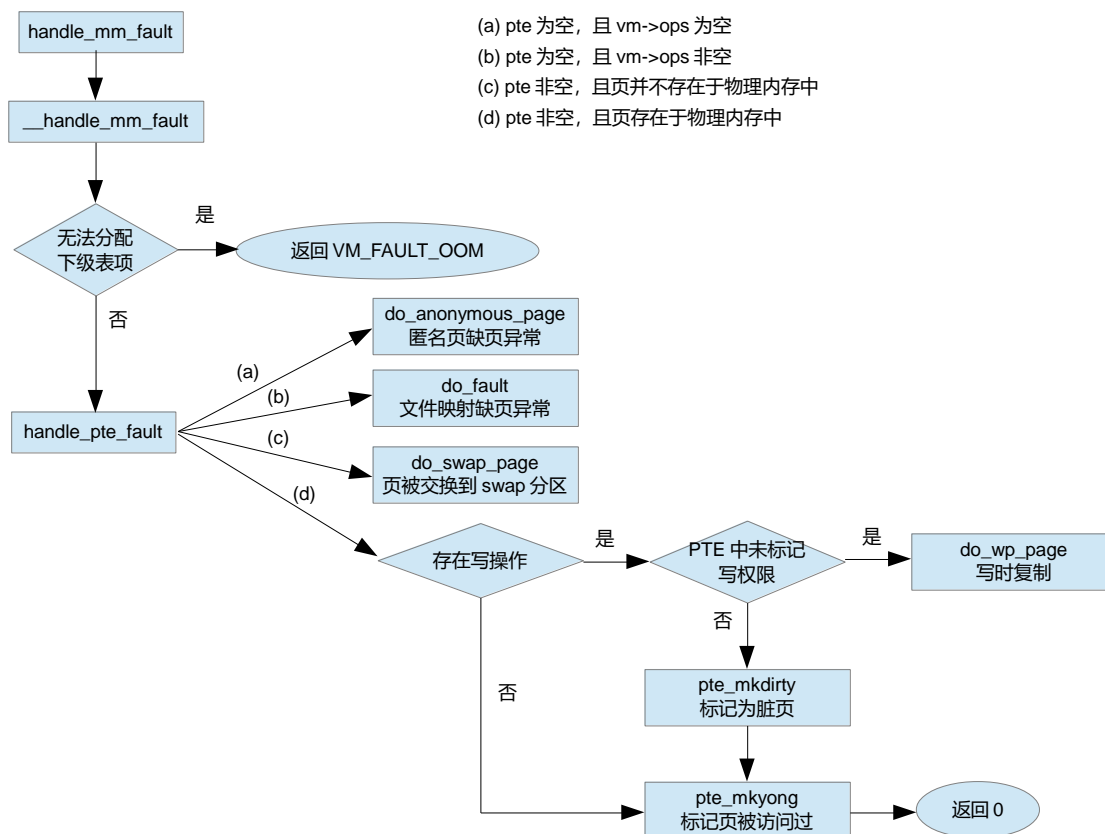 handle_mm_fault
(a) pte 为空，且 vm->ops 为空
(b) pte 为空，且 vm->ops 非空
(c) pte 非空，且页并不存在于物理内存中
(d) pte 非空，且页存在于物理内存中
__handle_mm_fault
无法分配
下级表项
是
返回 VM_FAULT_OOM
否
do_anonymous_page
匿名页缺页异常
(a)
do_fault
文件映射缺页异常
(b)
handle_pte_fault
(c)
do_swap_page
页被交换到 swap 分区
(d)
存在写操作
是
PTE 中未标记
写权限
是
do_wp_page
写时复制
否
否
pte_mkdirty
标记为脏页
pte_mkyong
标记页被访问过
返回 0